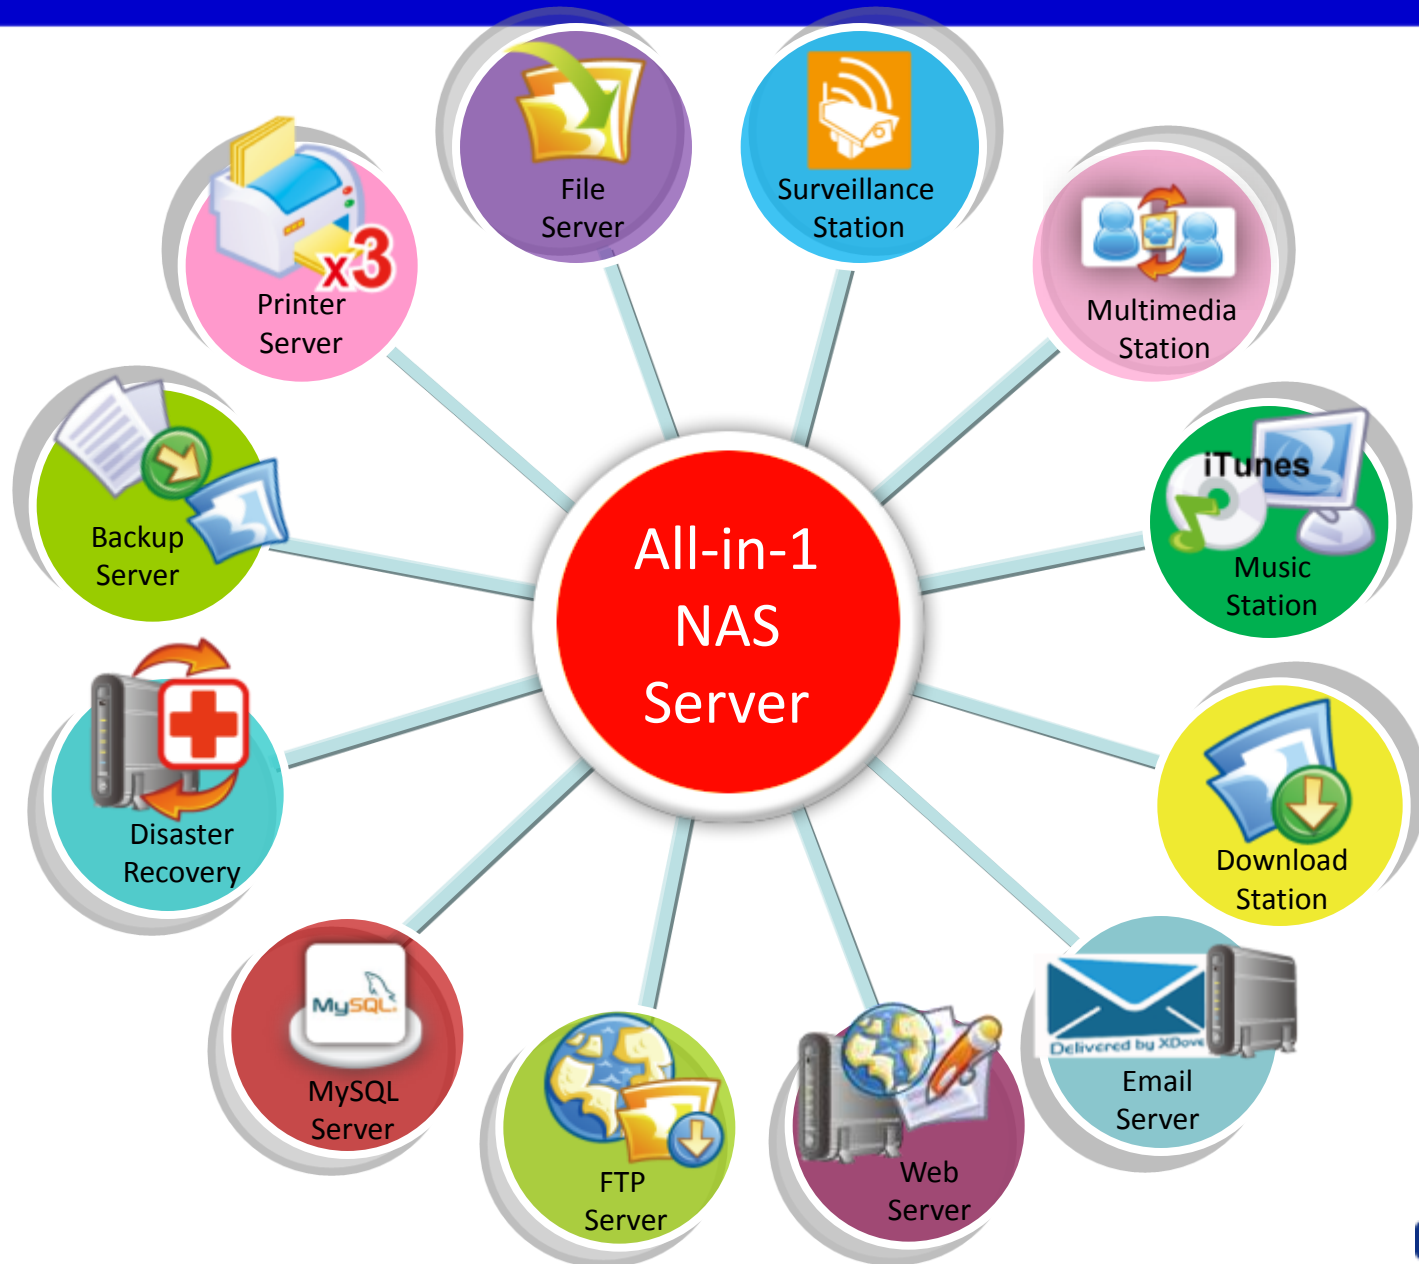 File
Server
Surveillance
Station
x3
Printer
Server
Multimedia
Station
iTunes
Music
Station
Backup
Server
All-in-1
NAS
Server
Disaster
Recovery
Download
Station
MySQL
MySQL
Server
Delivered by XDove
Email
Server
FTP
Server
Web
Server